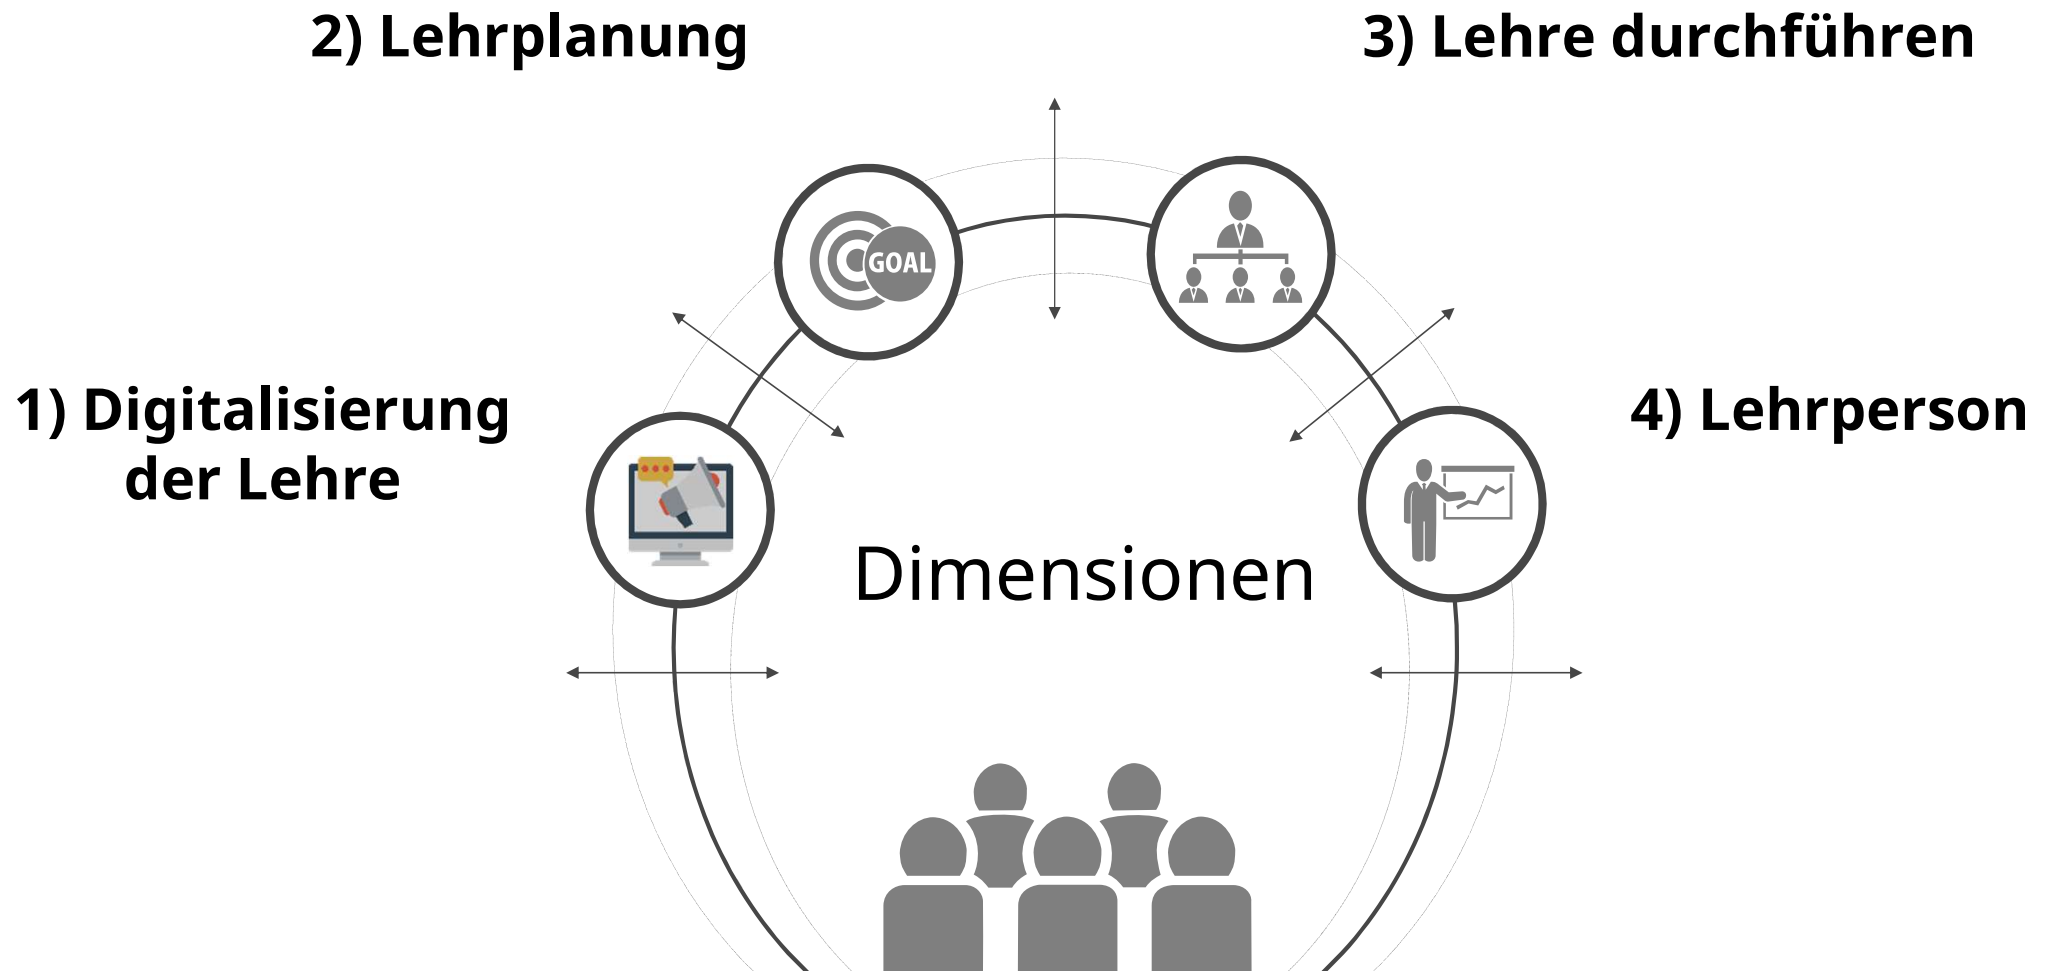 2) Lehrplanung
3) Lehre durchführen
GOAL
1) Digitalisierung
der Lehre
4) Lehrperson
Dimensionen